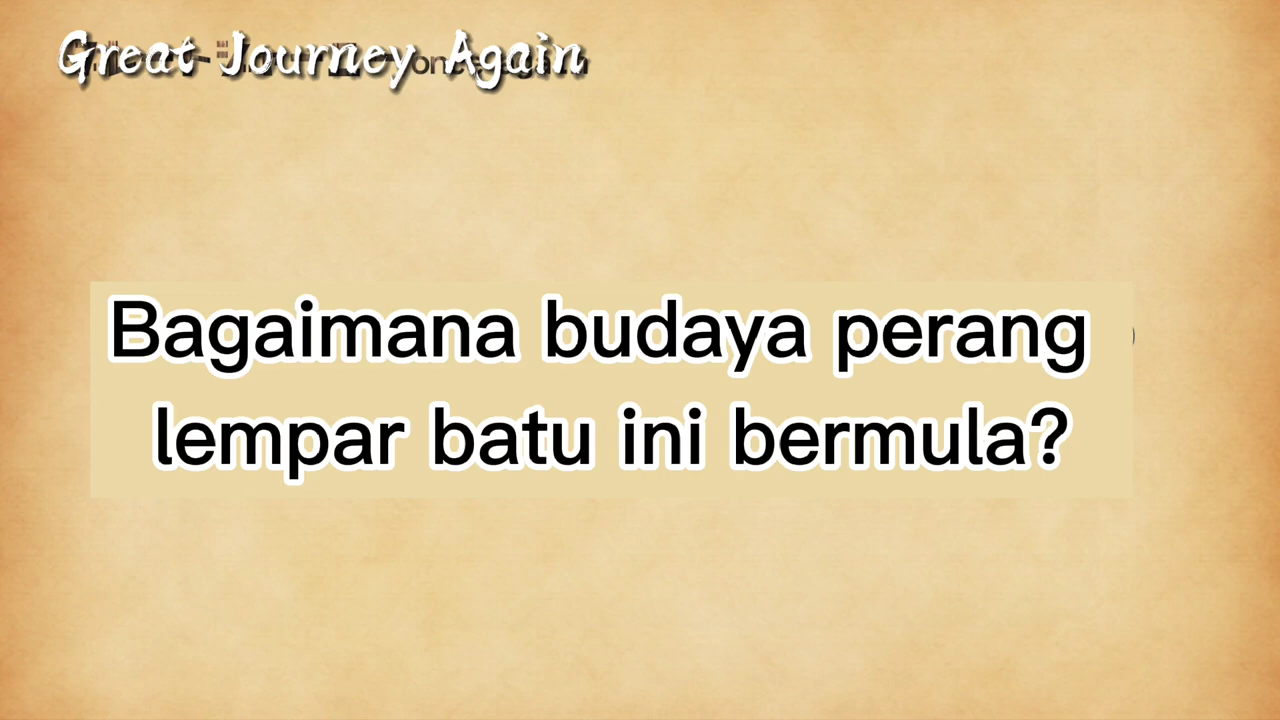 Great Journey Again
Bagaimana budaya perang
lempar batu ini bermula?